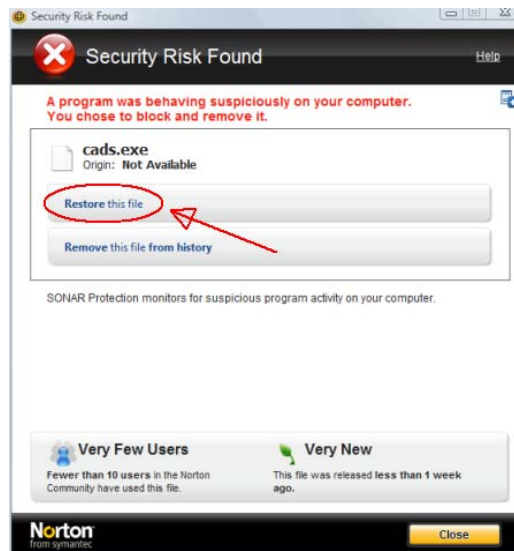 Security Risk Found
Security Risk Found
Help
A program was behaving suspiciously on your computer.
You chose to block and remove it.
cads.exe
Origin: Not Available
Restore this file
Remove this file from history
SONAR Protection monitors for suspicious program activity on your computer.
Very Few Users
Fewer than 10 users in the Norton
Community have used this file.
Very New
This file was released less than 1 week
ago.
Norton
from symantec
Close